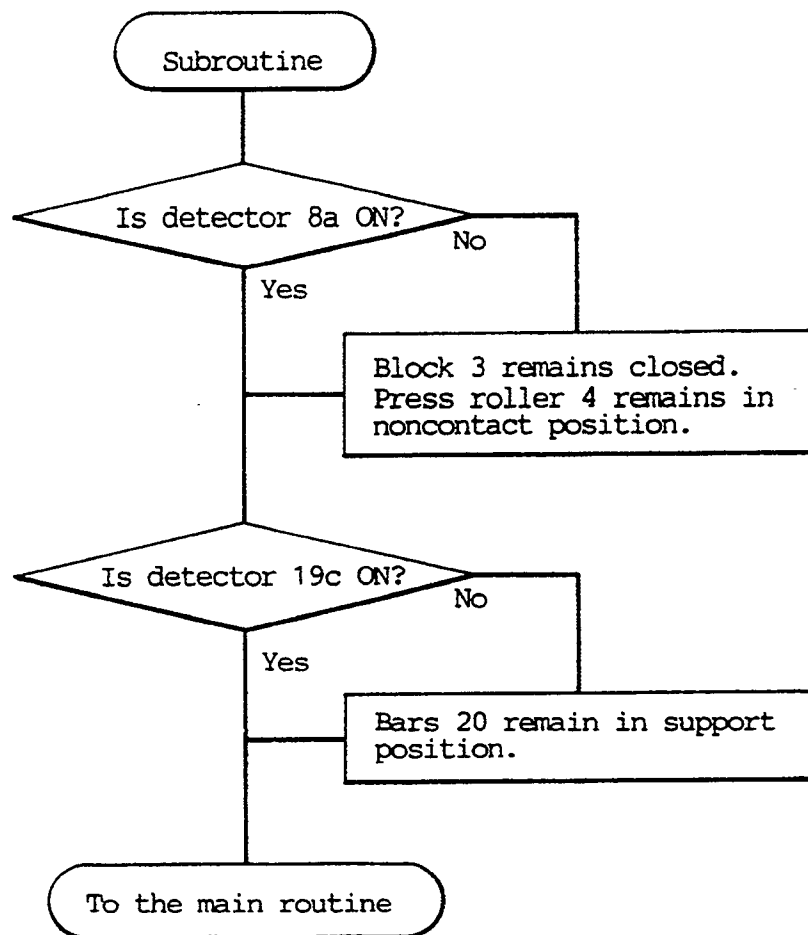 Subroutine
Is detector 8a ON?
No
Yes
Block 3 remains closed.
Press roller 4 remains in
noncontact position.
Is detector 19c ON?
No
Yes
Bars 20 remain in support
position.
To the main routine